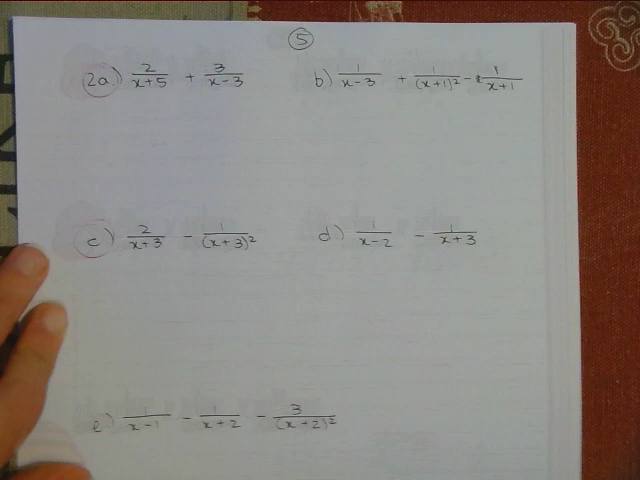 5
2a.) 2/(x+5) + 3/(x-3)
b) 1/(x-3) + 1/(x+1)² - 1/(x+1)
c) 2/(x+3) - 1/(x+3)²
d) 1/(x-2) - 1/(x+3)
e) 1/(x-1) - 1/(x+2) - 3/(x+2)²